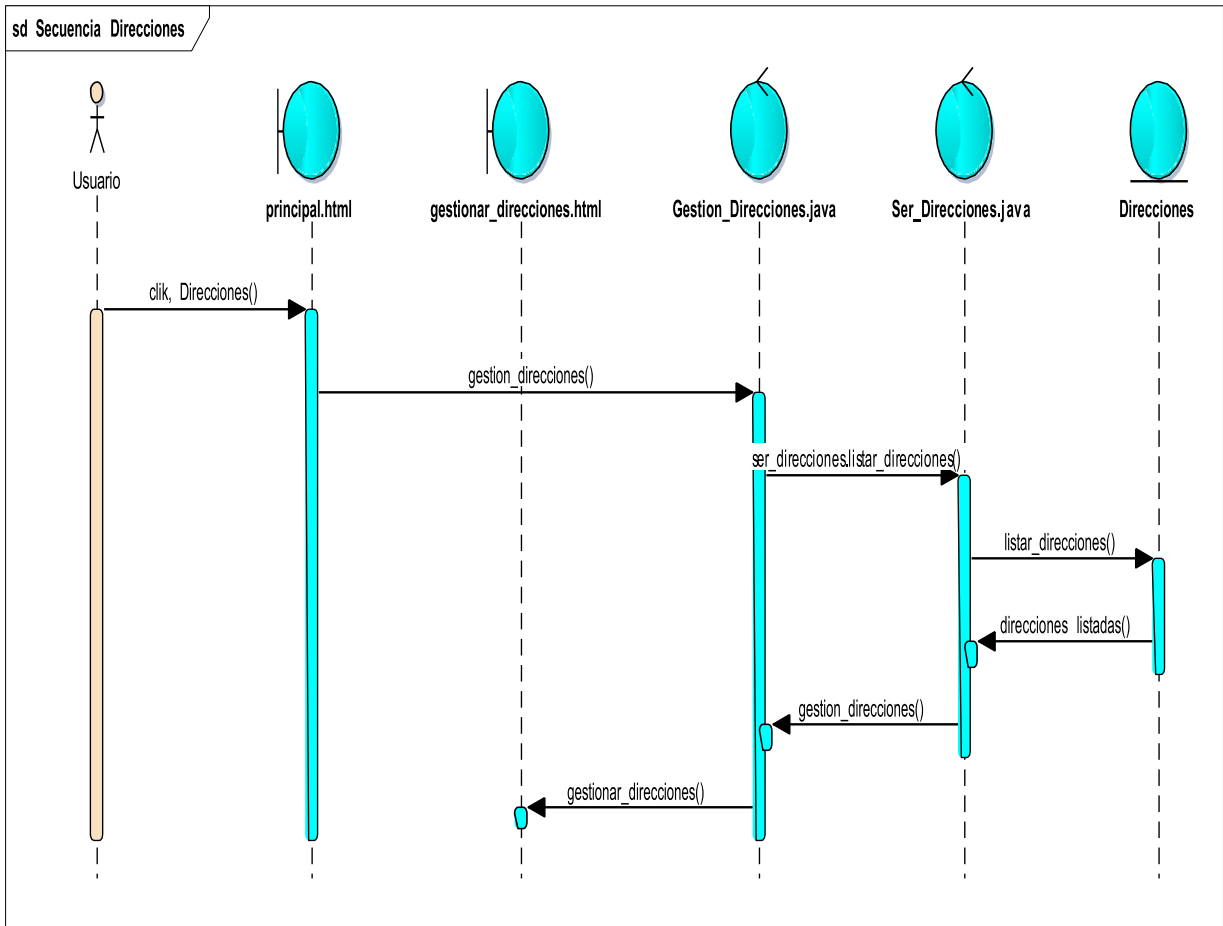 sd Secuencia Direcciones
Usuario
principal.html
gestionar_direcciones.html
Gestion_Direcciones.java
Ser_Direcciones.java
Direcciones
clik, Direcciones()
gestion_direcciones()
ser_direcciones.listar_direcciones()
listar_direcciones()
direcciones listadas()
gestion_direcciones()
gestionar_direcciones()